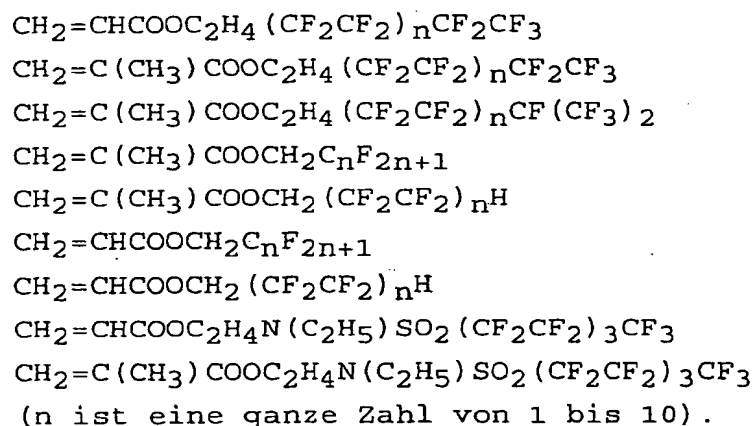 CH2=CHCOOC2H4(CF2CF2)nCF2CF3
CH2=C(CH3)COOC2H4(CF2CF2)nCF2CF3
CH2=C(CH3)COOC2H4(CF2CF2)nCF(CF3)2
CH2=C(CH3)COOCH2CnF2n+1
CH2=C(CH3)COOCH2(CF2CF2)nH
CH2=CHCOOCH2CnF2n+1
CH2=CHCOOCH2(CF2CF2)nH
CH2=CHCOOC2H4N(C2H5)SO2(CF2CF2)3CF3
CH2=C(CH3)COOC2H4N(C2H5)SO2(CF2CF2)3CF3
(n ist eine ganze Zahl von 1 bis 10).